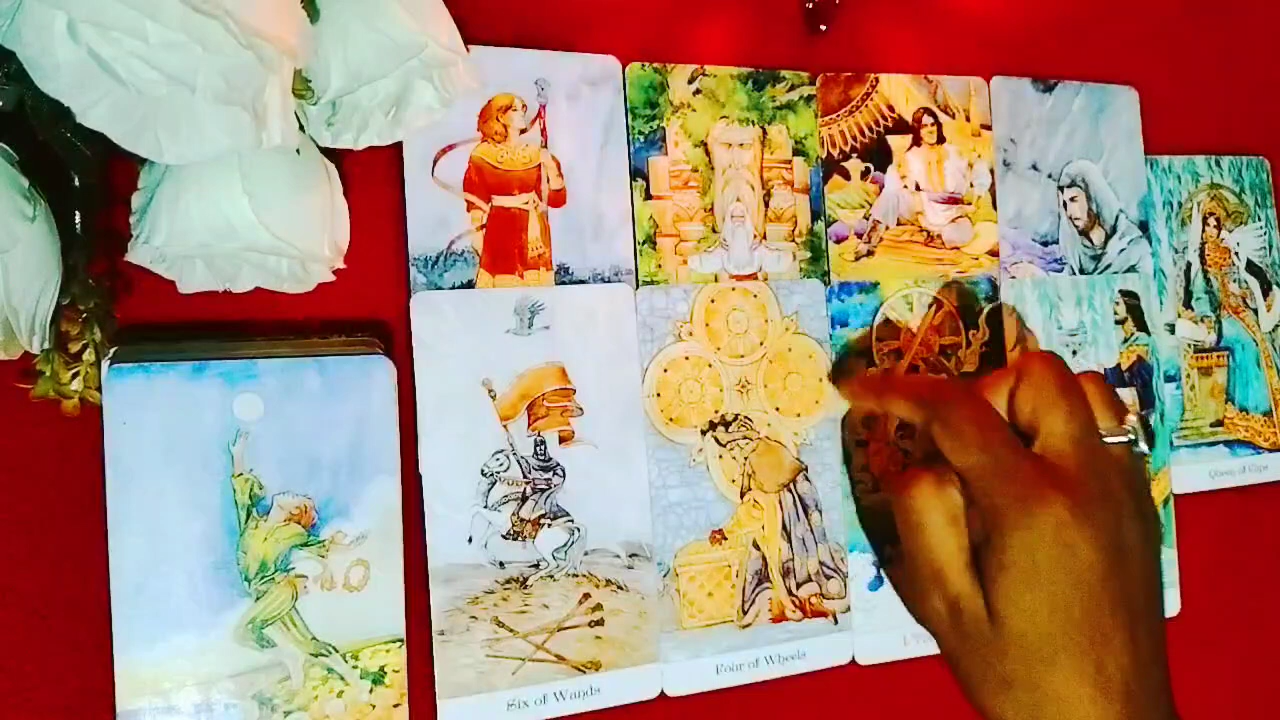 Six of Wands
Four of Wheels
Queen of Cups